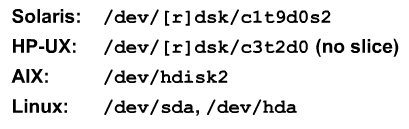 Solaris: /dev/[r]dsk/c1t9d0s2
HP-UX: /dev/[r]dsk/c3t2d0 (no slice)
AIX: /dev/hdisk2
Linux: /dev/sda, /dev/hda